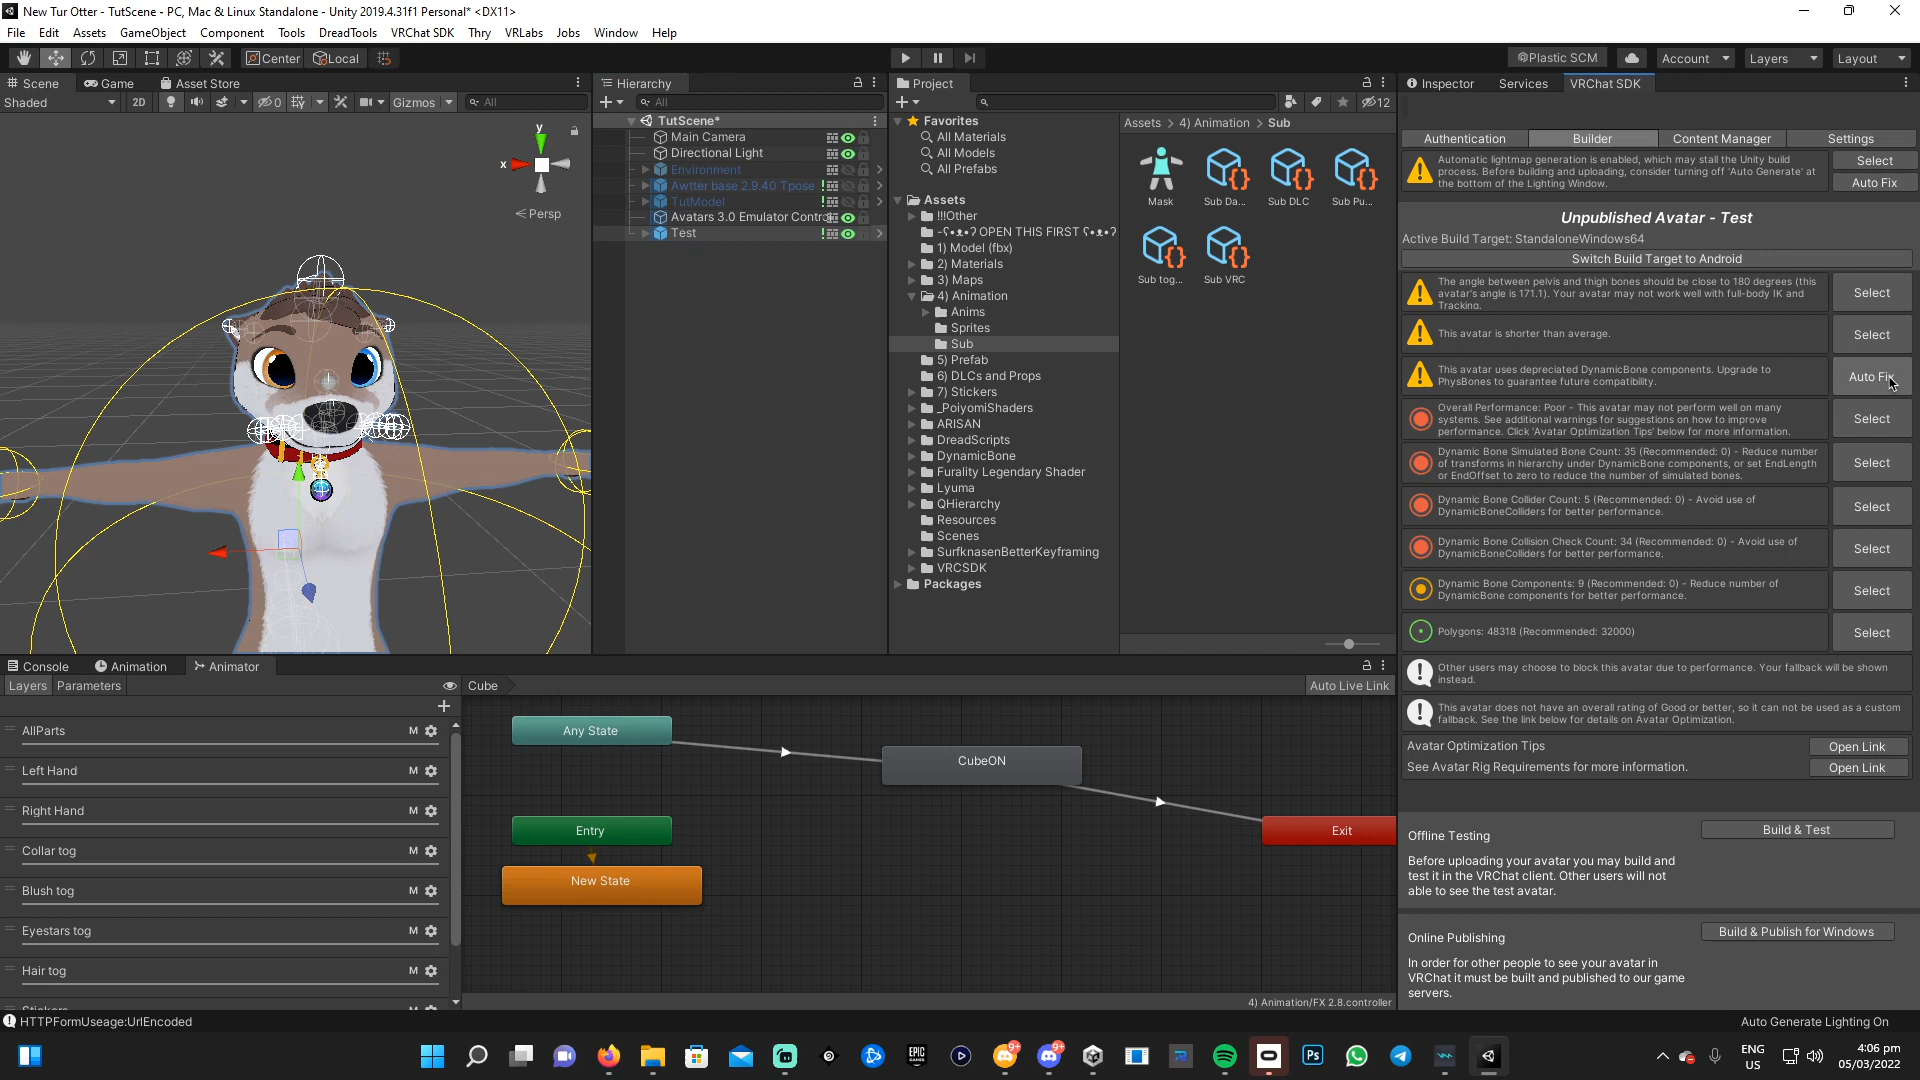 New Tur Otter - TutScene - PC, Mac & Linux Standalone - Unity 2019.4.31f1 Personal* <DX11>
File Edit Assets GameObject Component Tools DreadTools VRChat SDK Thry VRLabs Jobs Window Help
Center Local Plastic SCM Account Layers Layout
Scene Game Asset Store
Shaded 2D 0 Gizmos All
y
x
Persp
Hierarchy
All
TutScene*
Main Camera
Directional Light
Environment
Awtter base 2.9.40 Tpose
TutModel
Avatars 3.0 Emulator Contro
Test
Project
12
Favorites
All Materials
All Models
All Prefabs
Assets
!!!Other
OPEN THIS FIRST
1) Model (fbx)
2) Materials
3) Maps
4) Animation
Anims
Sprites
Sub
5) Prefab
6) DLCs and Props
7) Stickers
_PoiyomiShaders
ARISAN
DreadScripts
DynamicBone
Furality Legendary Shader
Lyuma
QHierarchy
Resources
Scenes
SurfknasenBetterKeyframing
VRCSDK
Packages
Assets > 4) Animation > Sub
Mask Sub Da... Sub DLC Sub Pu...
Sub tog... Sub VRC
Inspector Services VRChat SDK
Authentication Builder Content Manager Settings
Automatic lightmap generation is enabled, which may stall the Unity build
process. Before building and uploading, consider turning off 'Auto Generate' at
the bottom of the Lighting Window.
Select
Auto Fix
Unpublished Avatar - Test
Active Build Target: StandaloneWindows64
Switch Build Target to Android
The angle between pelvis and thigh bones should be close to 180 degrees (this
avatar's angle is 171.1). Your avatar may not work well with full-body IK and
Tracking.
Select
This avatar is shorter than average.
Select
This avatar uses depreciated DynamicBone components. Upgrade to
PhysBones to guarantee future compatibility.
Auto Fix
Overall Performance: Poor - This avatar may not perform well on many
systems. See additional warnings for suggestions on how to improve
performance. Click 'Avatar Optimization Tips' below for more information.
Select
Dynamic Bone Simulated Bone Count: 35 (Recommended: 0) - Reduce number
of transforms in hierarchy under DynamicBone components, or set EndLength
or EndOffset to zero to reduce the number of simulated bones.
Select
Dynamic Bone Collider Count: 5 (Recommended: 0) - Avoid use of
DynamicBoneColliders for better performance.
Select
Dynamic Bone Collision Check Count: 34 (Recommended: 0) - Avoid use of
DynamicBoneColliders for better performance.
Select
Dynamic Bone Components: 9 (Recommended: 0) - Reduce number of
DynamicBone components for better performance.
Select
Polygons: 48318 (Recommended: 32000)
Select
Other users may choose to block this avatar due to performance. Your fallback will be shown
instead.
This avatar does not have an overall rating of Good or better, so it can not be used as a custom
fallback. See the link below for details on Avatar Optimization.
Avatar Optimization Tips Open Link
See Avatar Rig Requirements for more information. Open Link
Offline Testing Build & Test
Before uploading your avatar you may build and
test it in the VRChat client. Other users will not
able to see the test avatar.
Online Publishing Build & Publish for Windows
In order for other people to see your avatar in
VRChat it must be built and published to our game
servers.
Console Animation Animator
Layers Parameters Cube Auto Live Link
AllParts M
Left Hand M
Right Hand M
Collar tog M
Blush tog M
Eyestars tog M
Hair tog M
Any State
CubeON
Entry
Exit
New State
4) Animation/FX 2.8.controller
HTTPFormUseage:UrlEncoded
Auto Generate Lighting On
EPIC GAMES
9+
9+
Ps
ENG
US
4:06 pm
05/03/2022